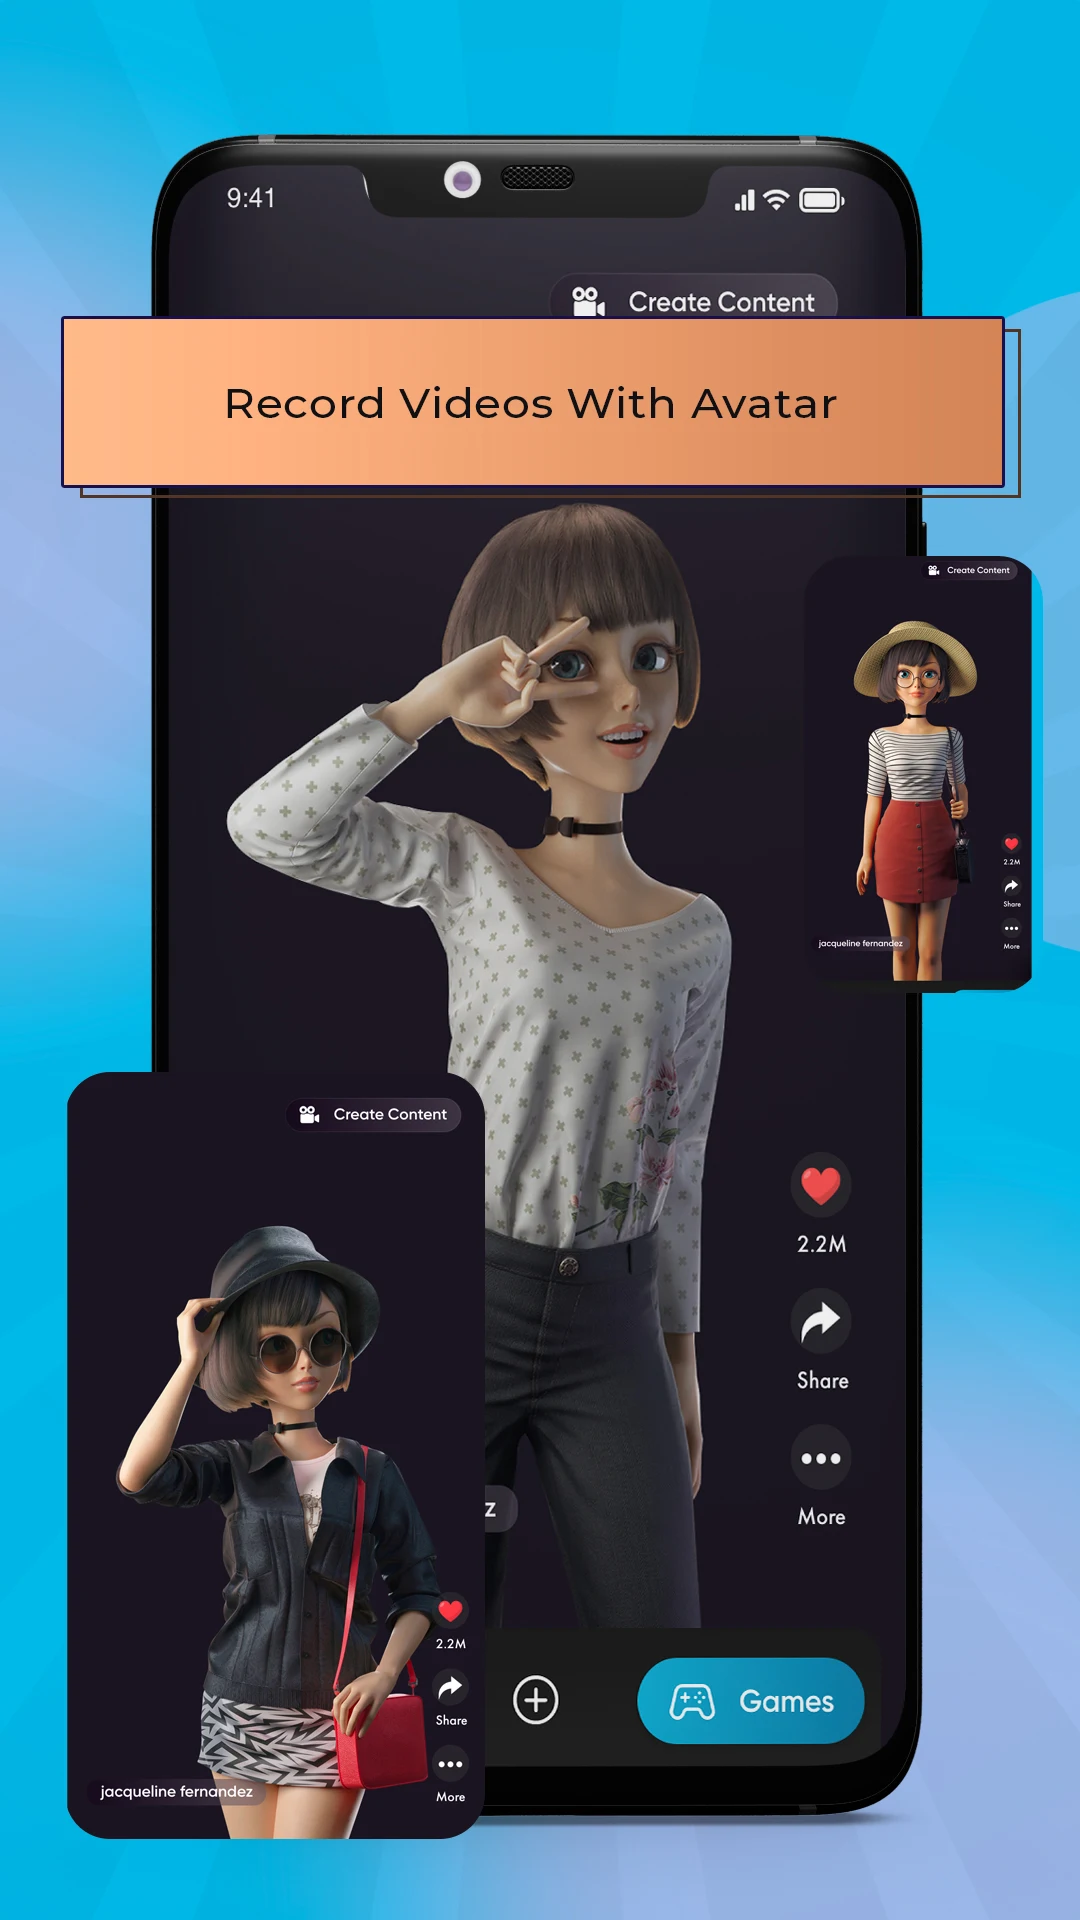 9:41
Create Content
Record Videos With Avatar
Create Content
2.2M
Share
More
jacqueline fernandez
Create Content
2.2M
Share
More
z
2.2M
Share
More
jacqueline fernandez
Games